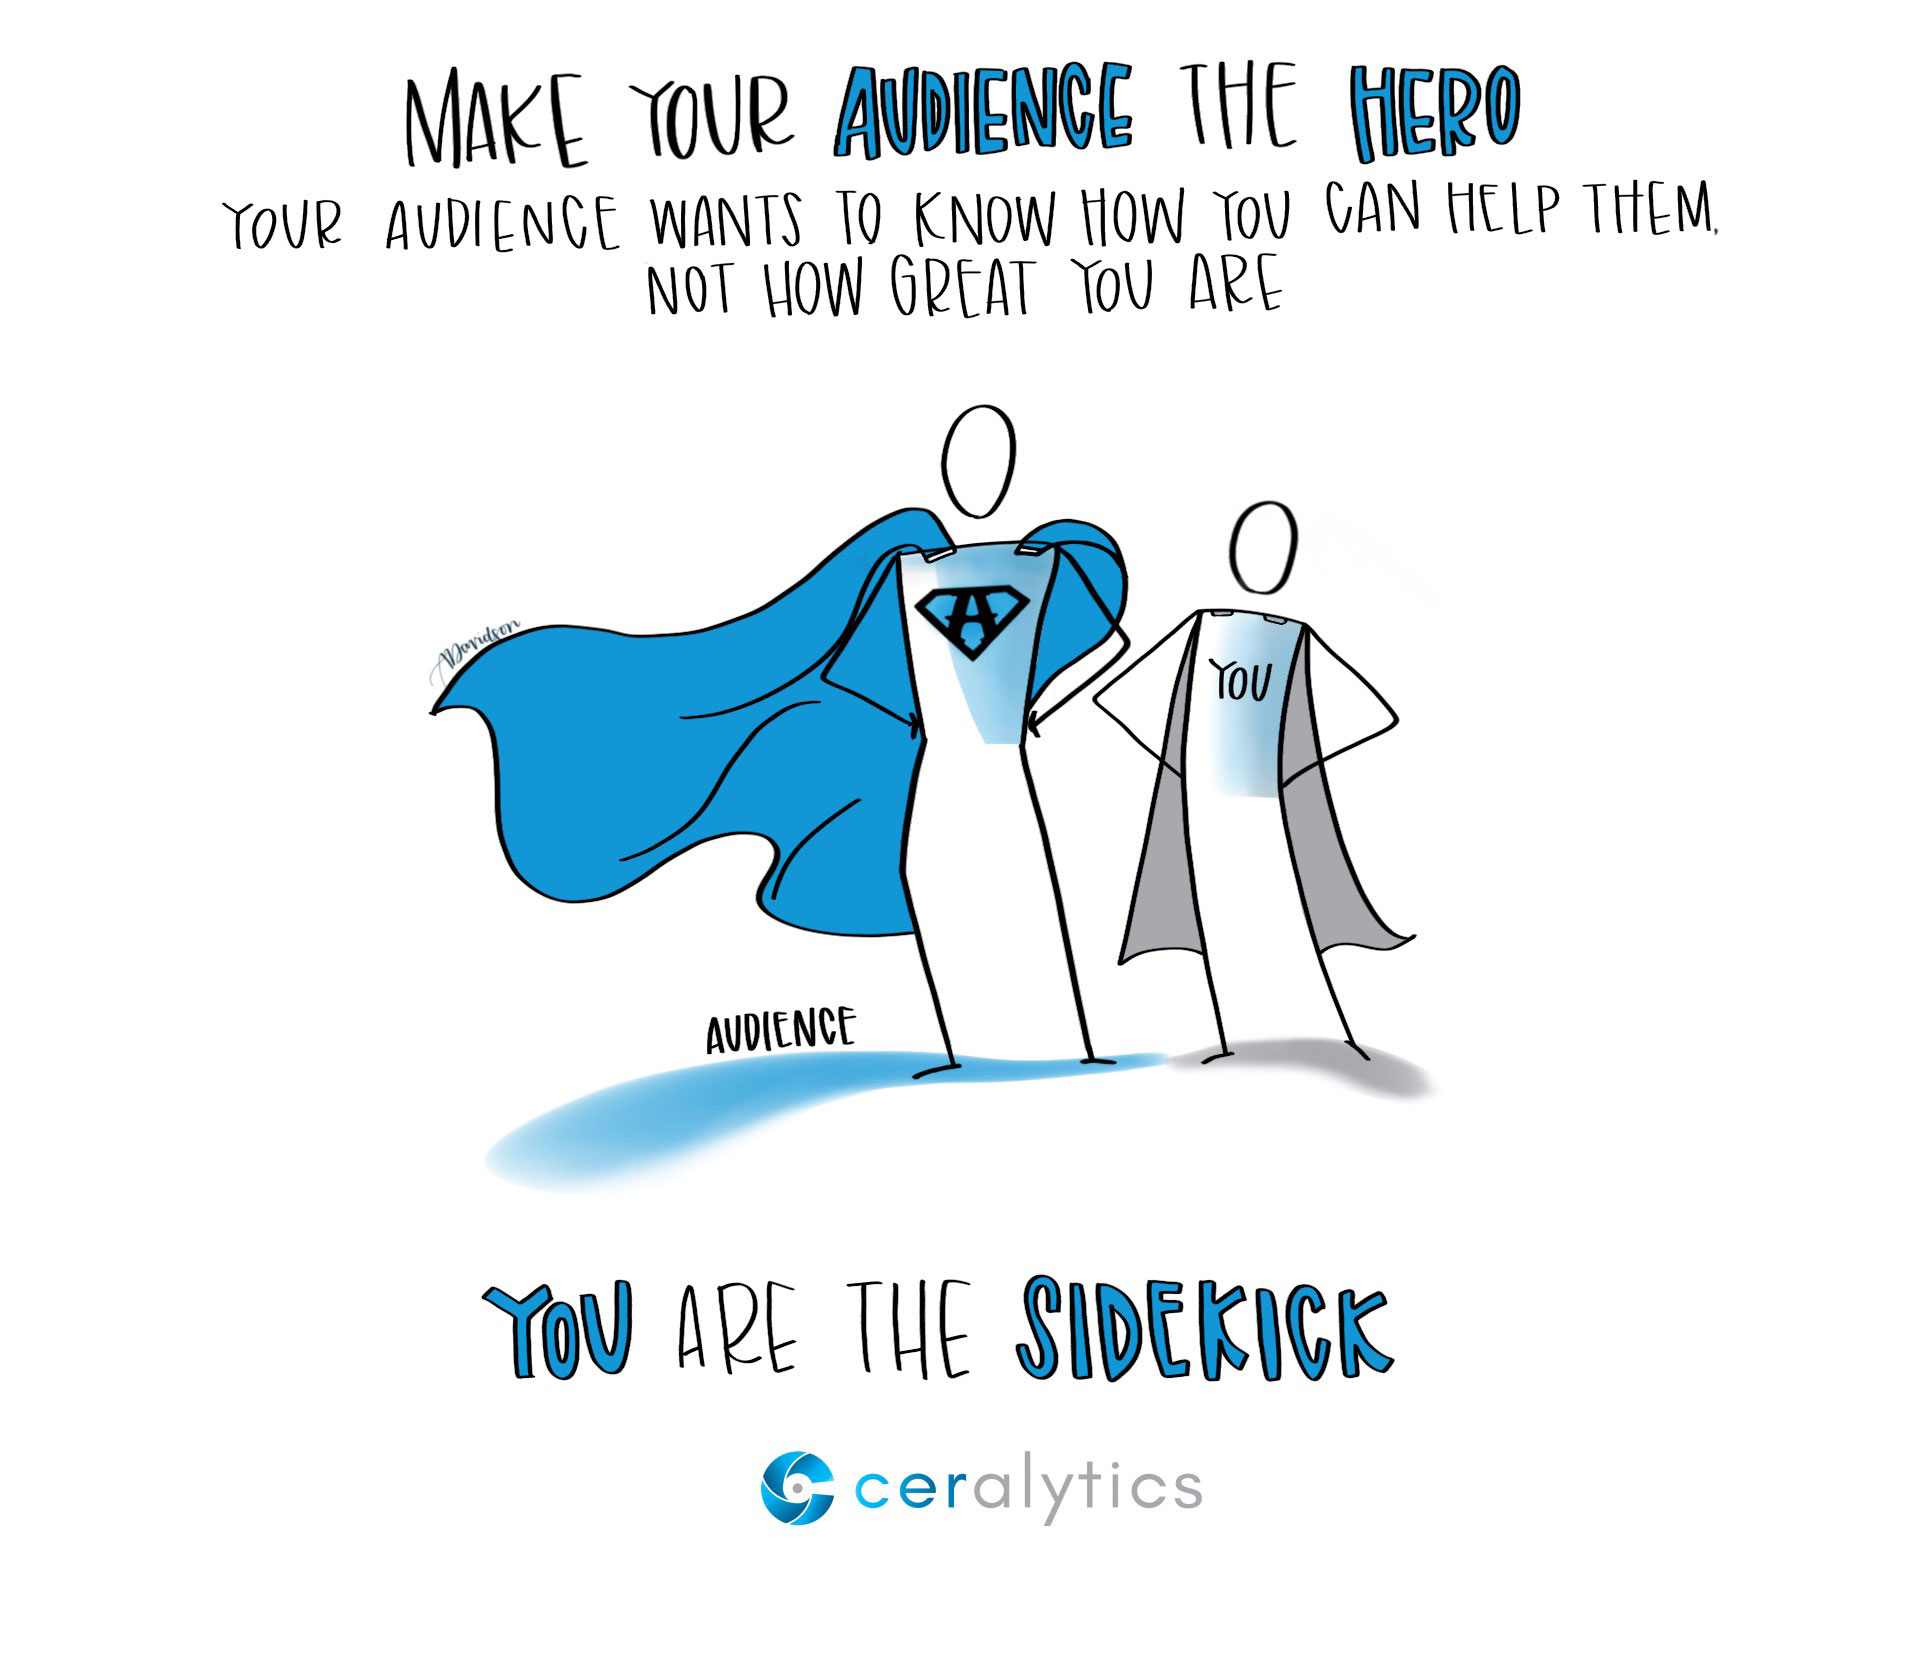 MAKE YOUR AUDIENCE THE HERO
YOUR AUDIENCE WANTS TO KNOW HOW YOU CAN HELP THEM,
NOT HOW GREAT YOU ARE
ADavidson
A
YOU
AUDIENCE
YOU ARE THE SIDEKICK
ceralytics